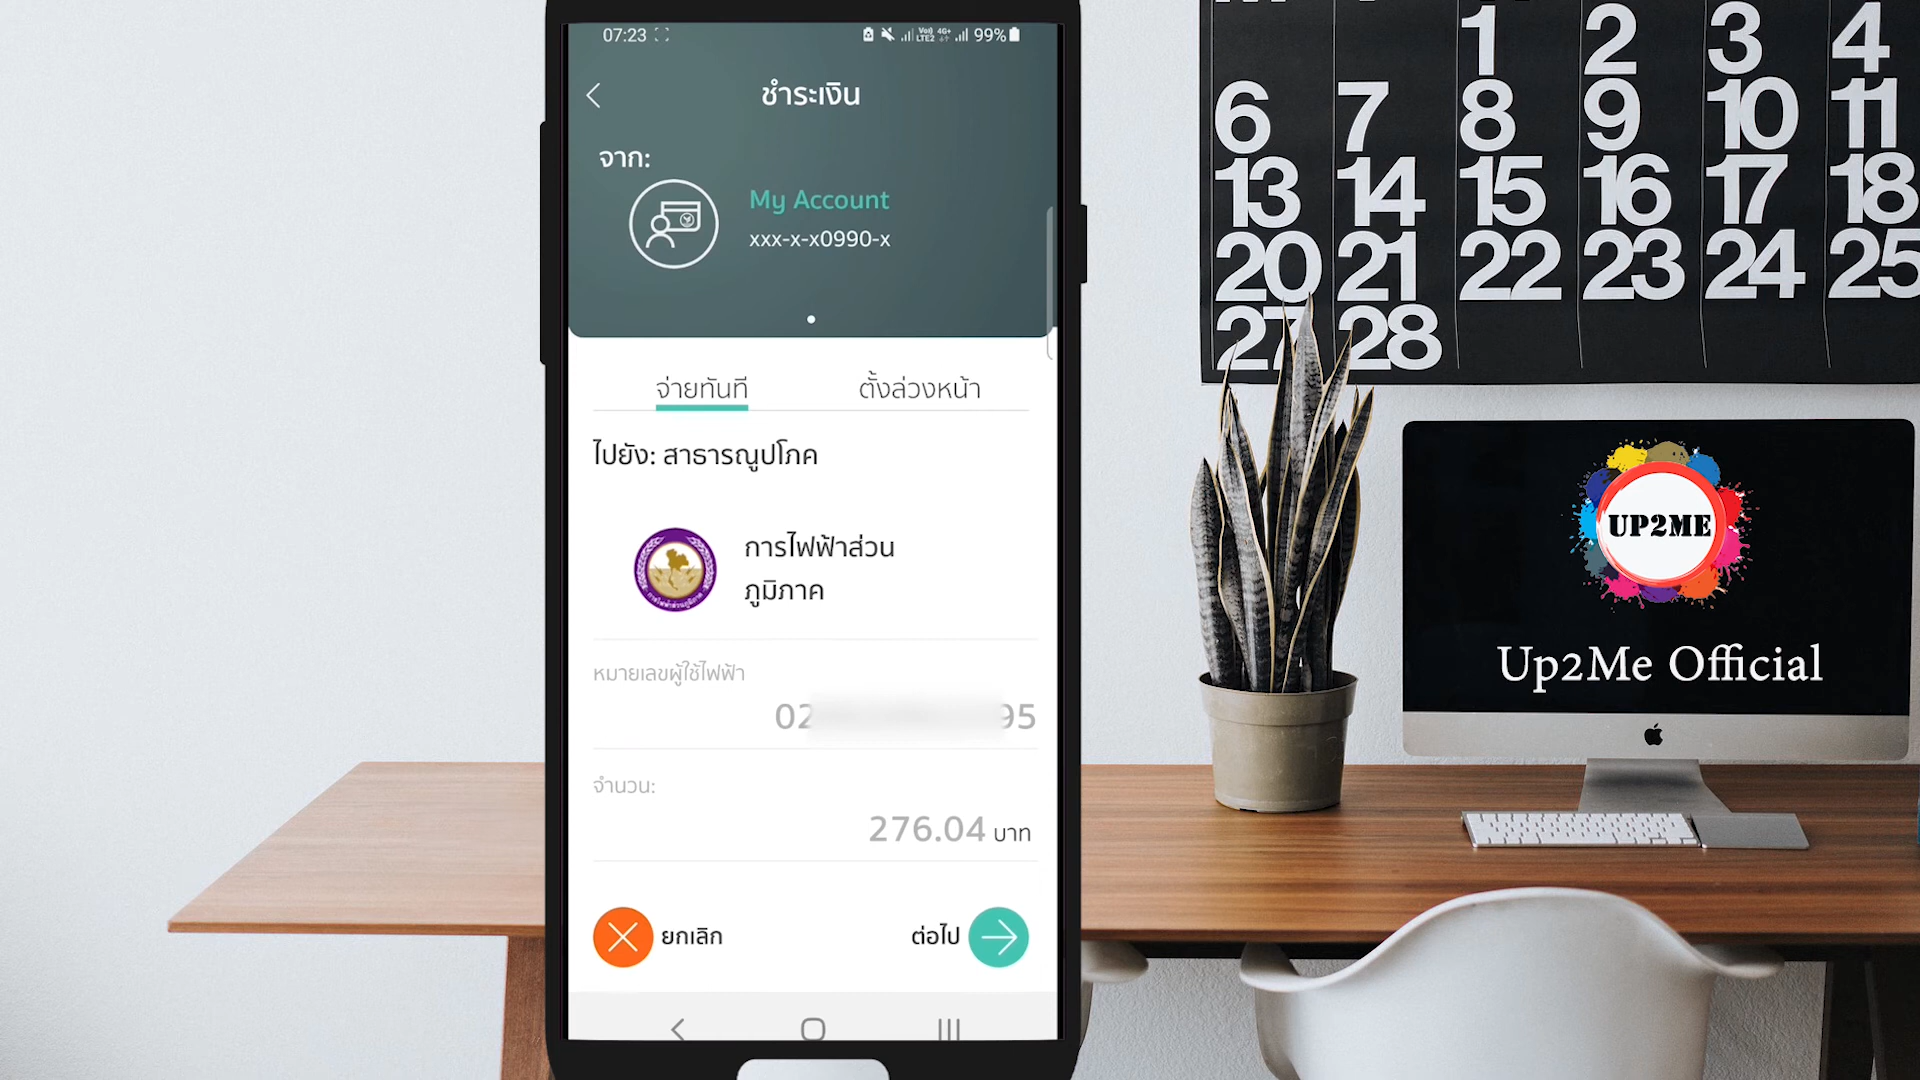 07:23
99%
ชำระเงิน
จาก:
My Account
xxx-x-x0990-x
จ่ายทันที
ตั้งล่วงหน้า
ไปยัง: สาธารณูปโภค
การไฟฟ้าส่วน
ภูมิภาค
หมายเลขผู้ใช้ไฟฟ้า
02
95
จำนวน:
276.04 บาท
ยกเลิก
ต่อไป
1 2 3 4
6 7 8 9 10 11
13 14 15 16 17 18
20 21 22 23 24 25
27 28
UP2ME
Up2Me Official